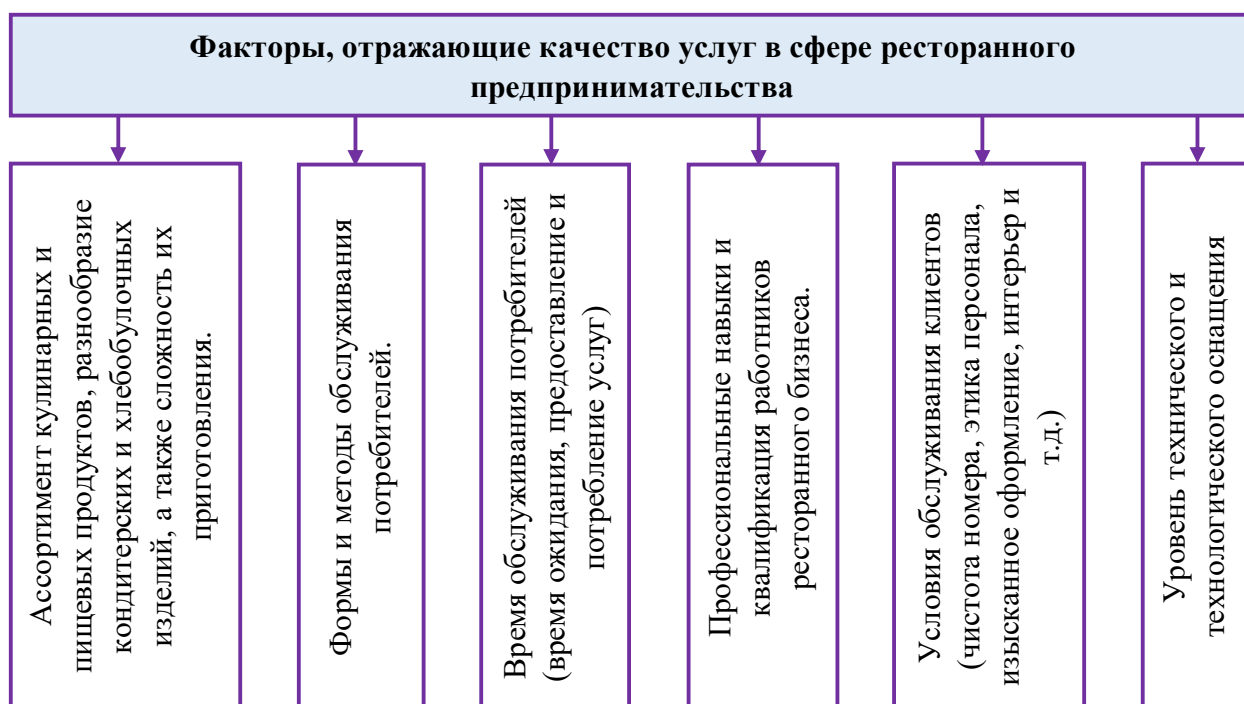 Факторы, отражающие качество услуг в сфере ресторанного
предпринимательства
Ассортимент кулинарных и
пищевых продуктов, разнообразие
кондитерских и хлебобулочных
изделий, а также сложность их
приготовления.
Формы и методы обслуживания
потребителей.
Время обслуживания потребителей
(время ожидания, предоставление и
потребление услуг)
Профессиональные навыки и
квалификация работников
ресторанного бизнеса.
Условия обслуживания клиентов
(чистота номера, этика персонала,
изысканное оформление, интерьер и
т.д.)
Уровень технического и
технологического оснащения